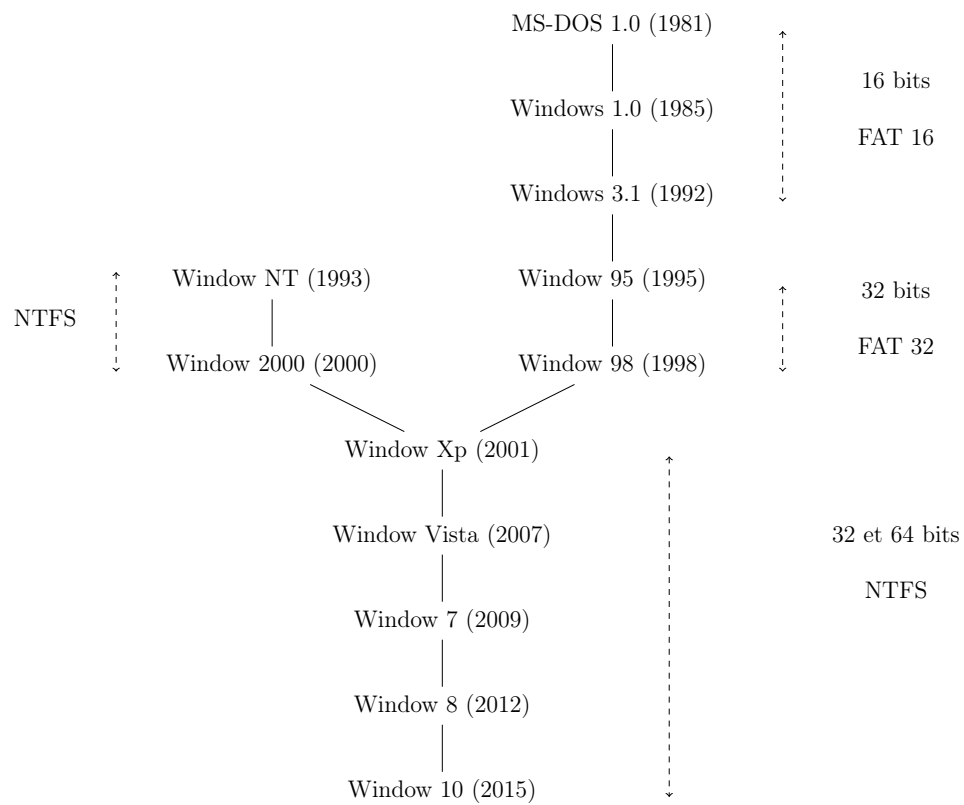 MS-DOS 1.0 (1981)
16 bits
Windows 1.0 (1985)
FAT 16
Windows 3.1 (1992)
Window NT (1993)
Window 95 (1995)
32 bits
NTFS
FAT 32
Window 2000 (2000)
Window 98 (1998)
Window Xp (2001)
Window Vista (2007)
32 et 64 bits
NTFS
Window 7 (2009)
Window 8 (2012)
Window 10 (2015)